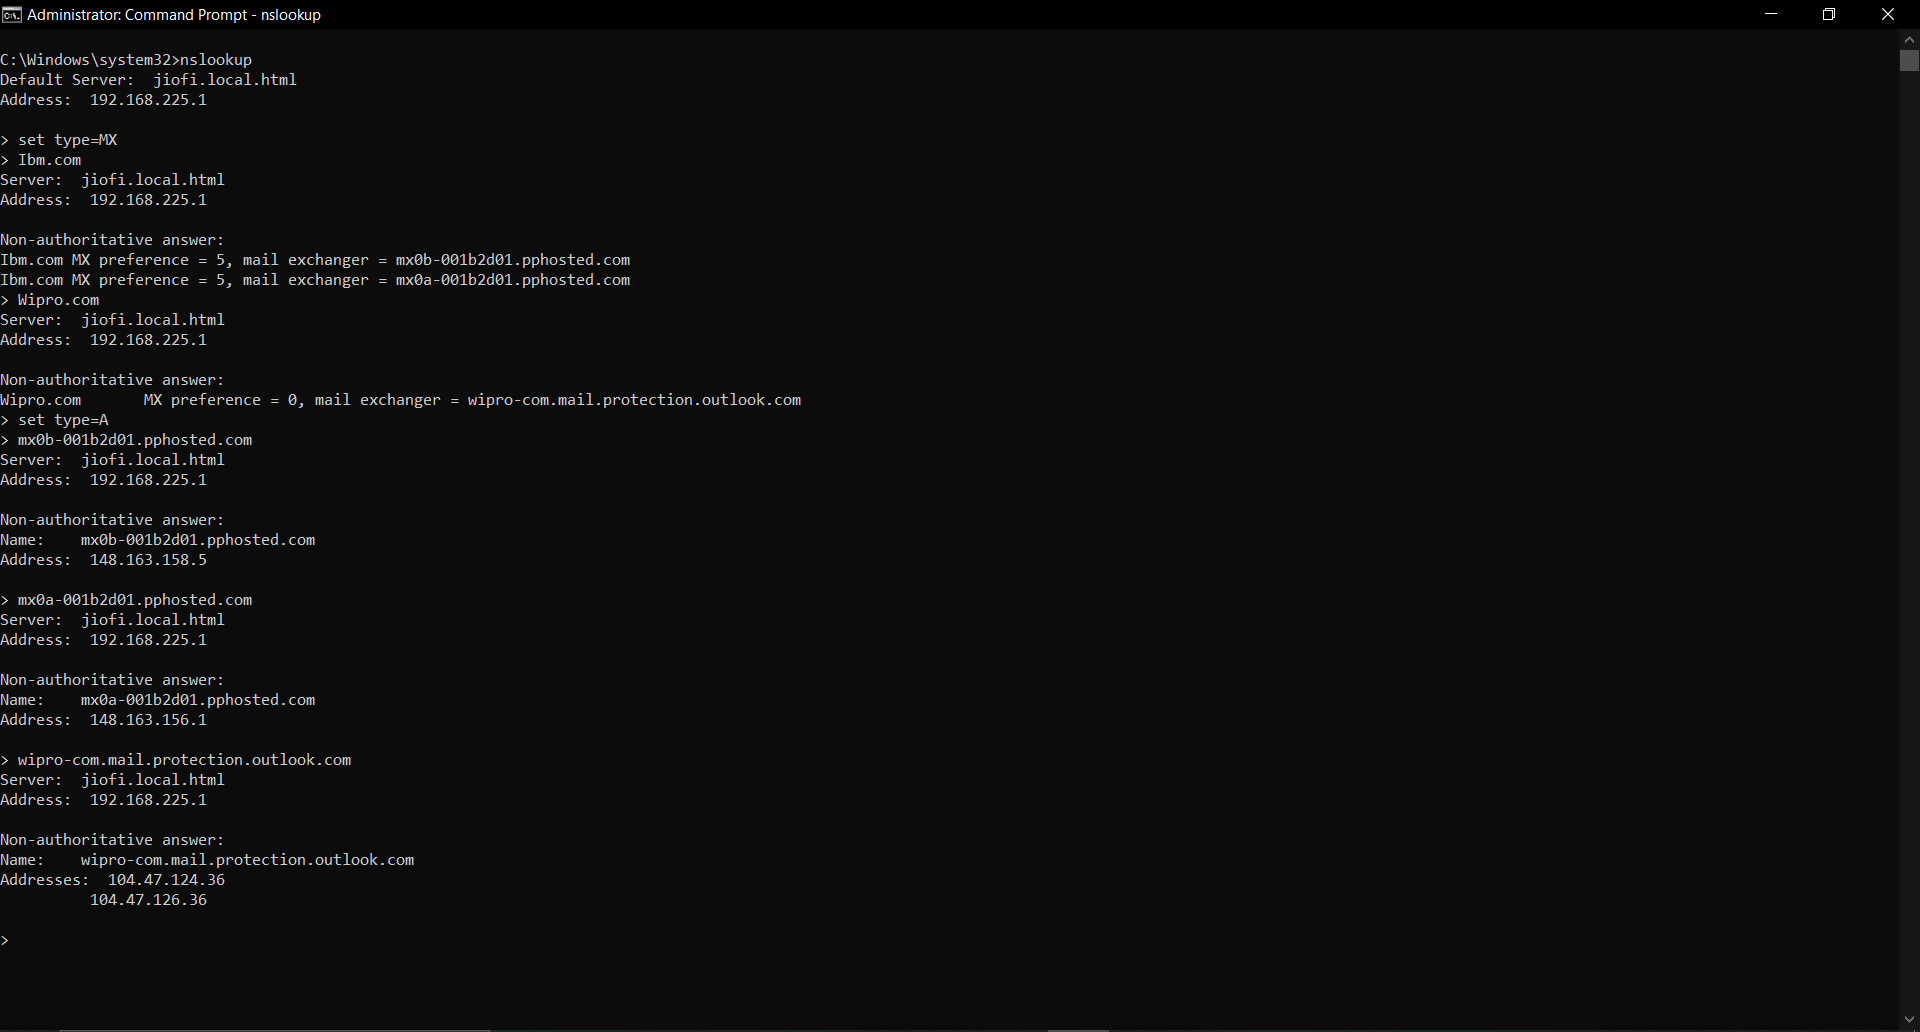 Administrator: Command Prompt - nslookup
C:\Windows\system32>nslookup
Default Server:  jiofi.local.html
Address:  192.168.225.1
> set type=MX
> Ibm.com
Server:  jiofi.local.html
Address:  192.168.225.1
Non-authoritative answer:
Ibm.com MX preference = 5, mail exchanger = mx0b-001b2d01.pphosted.com
Ibm.com MX preference = 5, mail exchanger = mx0a-001b2d01.pphosted.com
> Wipro.com
Server:  jiofi.local.html
Address:  192.168.225.1
Non-authoritative answer:
Wipro.com       MX preference = 0, mail exchanger = wipro-com.mail.protection.outlook.com
> set type=A
> mx0b-001b2d01.pphosted.com
Server:  jiofi.local.html
Address:  192.168.225.1
Non-authoritative answer:
Name:    mx0b-001b2d01.pphosted.com
Address:  148.163.158.5
> mx0a-001b2d01.pphosted.com
Server:  jiofi.local.html
Address:  192.168.225.1
Non-authoritative answer:
Name:    mx0a-001b2d01.pphosted.com
Address:  148.163.156.1
> wipro-com.mail.protection.outlook.com
Server:  jiofi.local.html
Address:  192.168.225.1
Non-authoritative answer:
Name:    wipro-com.mail.protection.outlook.com
Addresses:  104.47.124.36
          104.47.126.36
>